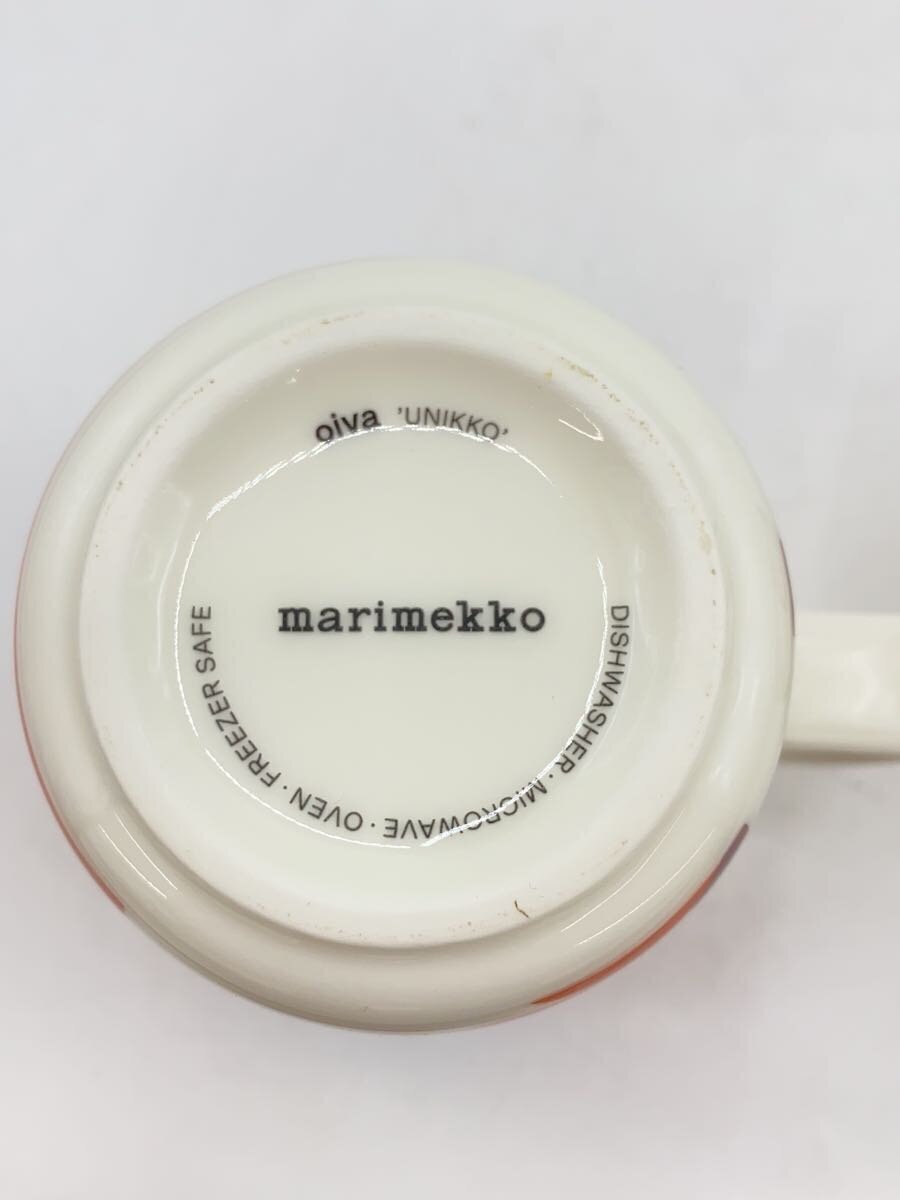 oiva 'UNIKKO'
marimekko
DISHWASHER · MICROWAVE · OVEN · FREEZER SAFE